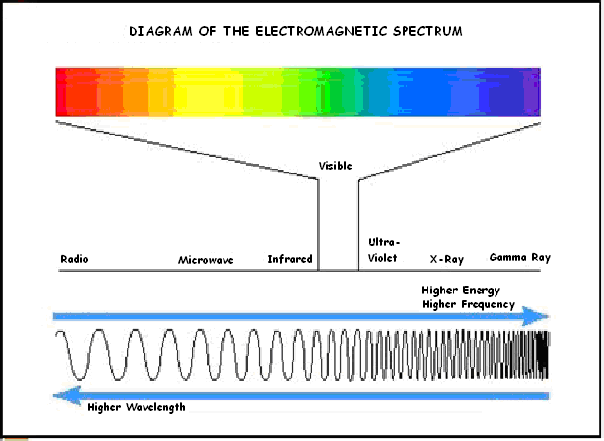 DIAGRAM OF THE ELECTROMAGNETIC SPECTRUM
Visible
Radio
Microwave
Infrared
Ultra-
Violet
X-Ray
Gamma Ray
Higher Energy
Higher Frequency
Higher Wavelength